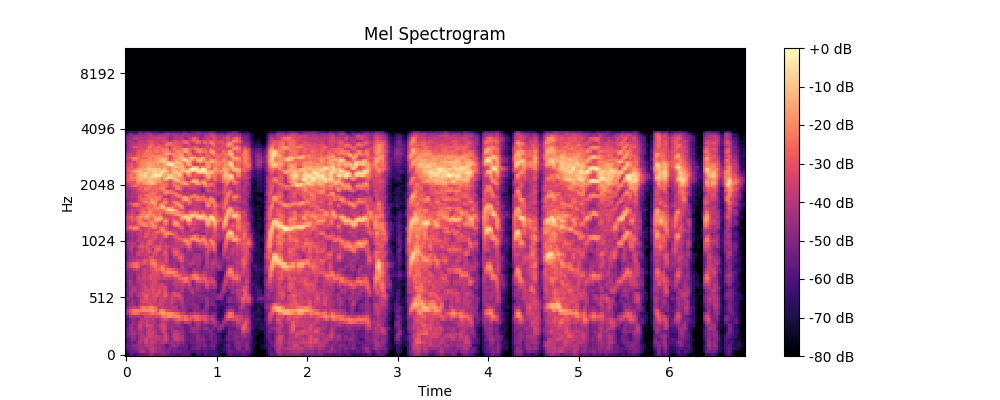 Mel Spectrogram
8192
4096
2048
1024
512
0
Hz
0 1 2 3 4 5 6
Time
+0 dB
-10 dB
-20 dB
-30 dB
-40 dB
-50 dB
-60 dB
-70 dB
-80 dB